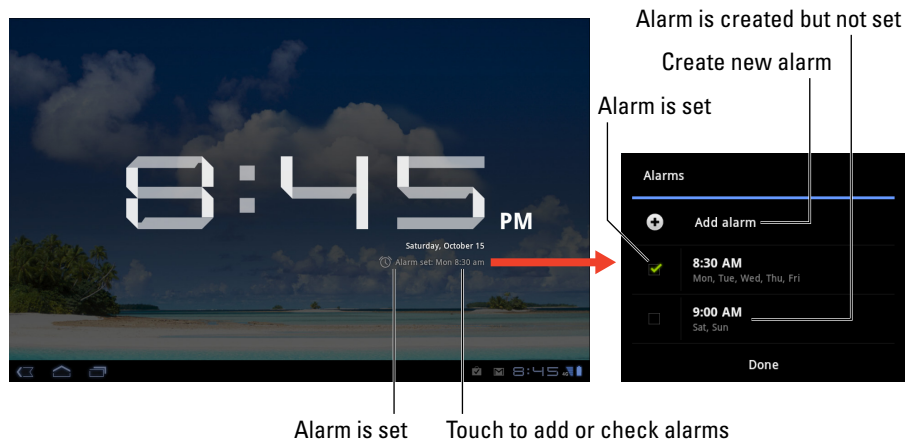 Alarm is created but not set
Create new alarm
Alarm is set
8:45
PM
Saturday, October 15
Alarm set: Mon 8:30 am
Alarms
Add alarm
8:30 AM
Mon, Tue, Wed, Thu, Fri
9:00 AM
Sat, Sun
Done
8:45
4G
Alarm is set
Touch to add or check alarms